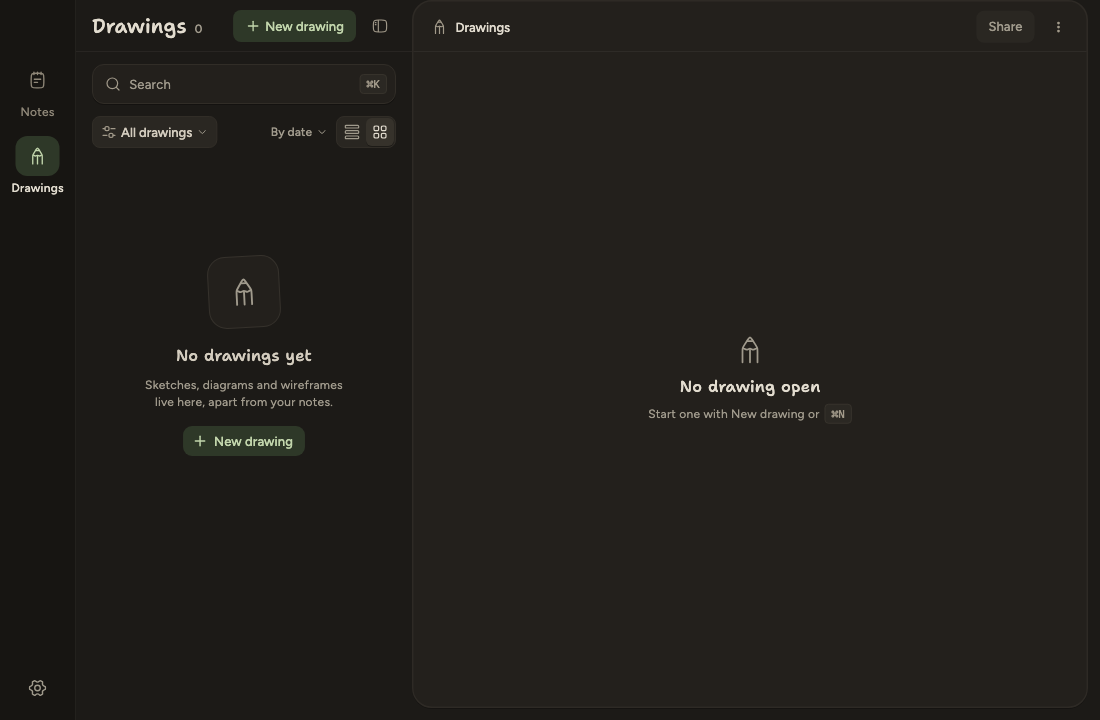 Notes
Drawings
Drawings 0
New drawing
Search ⌘K
All drawings
By date
No drawings yet
Sketches, diagrams and wireframes
live here, apart from your notes.
New drawing
Drawings
Share
No drawing open
Start one with New drawing or ⌘N